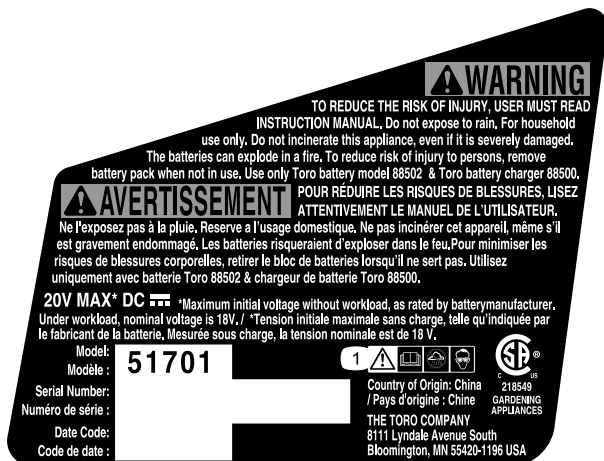 WARNING
TO REDUCE THE RISK OF INJURY, USER MUST READ
INSTRUCTION MANUAL. Do not expose to rain. For household
use only. Do not incinerate this appliance, even if it is severely damaged.
The batteries can explode in a fire. To reduce risk of injury to persons, remove
battery pack when not in use. Use only Toro battery model 88502 & Toro battery charger 88500.
AVERTISSEMENT
POUR RÉDUIRE LES RISQUES DE BLESSURES, LISEZ
ATTENTIVEMENT LE MANUEL DE L'UTILISATEUR.
Ne l'exposez pas à la pluie. Reserve a l'usage domestique. Ne pas incinérer cet appareil, même s'il
est gravement endommagé. Les batteries risqueraient d'exploser dans le feu.Pour minimiser les
risques de blessures corporelles, retirer le bloc de batteries lorsqu'il ne sert pas. Utilisez
uniquement avec batterie Toro 88502 & chargeur de batterie Toro 88500.
20V MAX* DC *Maximum initial voltage without workload, as rated by batterymanufacturer.
Under workload, nominal voltage is 18V. / *Tension initiale maximale sans charge, telle qu'indiquée par
le fabricant de la batterie. Mesurée sous charge, la tension nominale est de 18 V.
Model:
Modèle :
51701
Serial Number:
Numéro de série :
Date Code:
Code de date :
1
Country of Origin: China
/ Pays d'origine : Chine
THE TORO COMPANY
8111 Lyndale Avenue South
Bloomington, MN 55420-1196 USA
SA ®
C US
218549
GARDENING
APPLIANCES